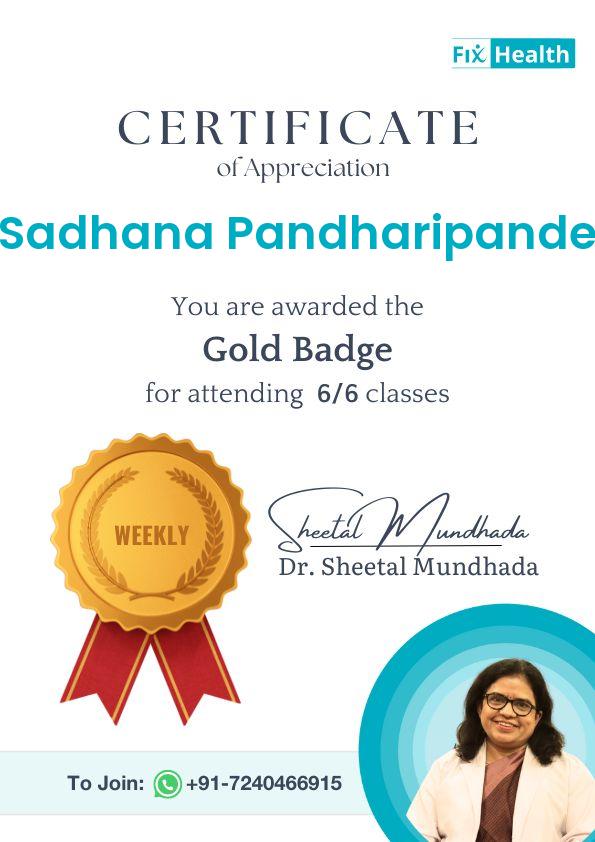 Fix Health
CERTIFICATE
of Appreciation
Sadhana Pandharipande
You are awarded the
Gold Badge
for attending 6/6 classes
WEEKLY
Sheetal Mundhada
Dr. Sheetal Mundhada
To Join: +91-7240466915